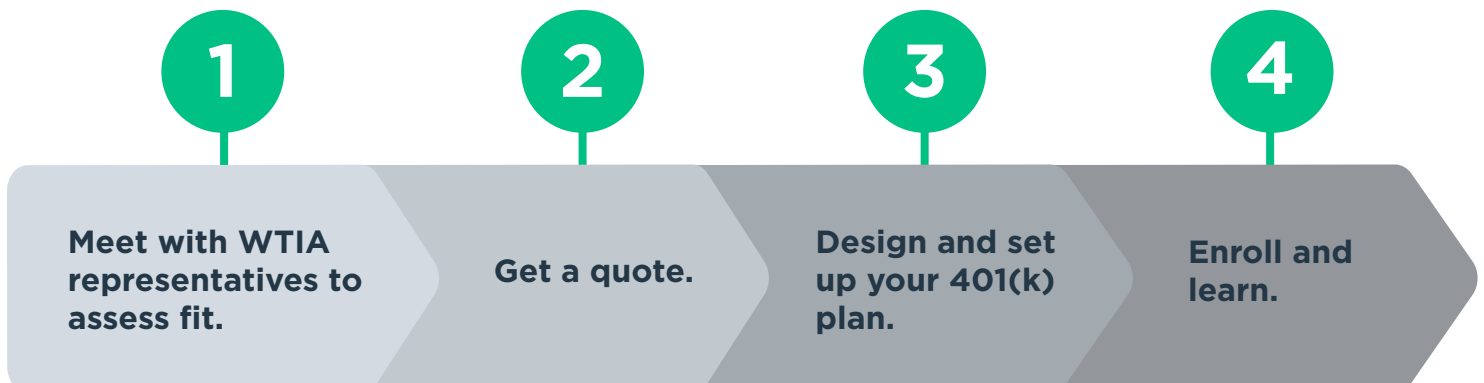 1
Meet with WTIA
representatives to
assess fit.
2
Get a quote.
3
Design and set
up your 401(k)
plan.
4
Enroll and
learn.